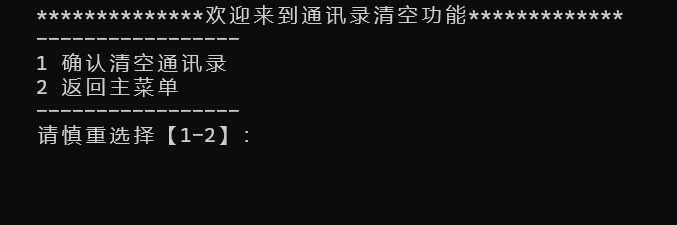 **************欢迎来到通讯录清空功能*************
-----------------
1 确认清空通讯录
2 返回主菜单
-----------------
请慎重选择【1-2】: